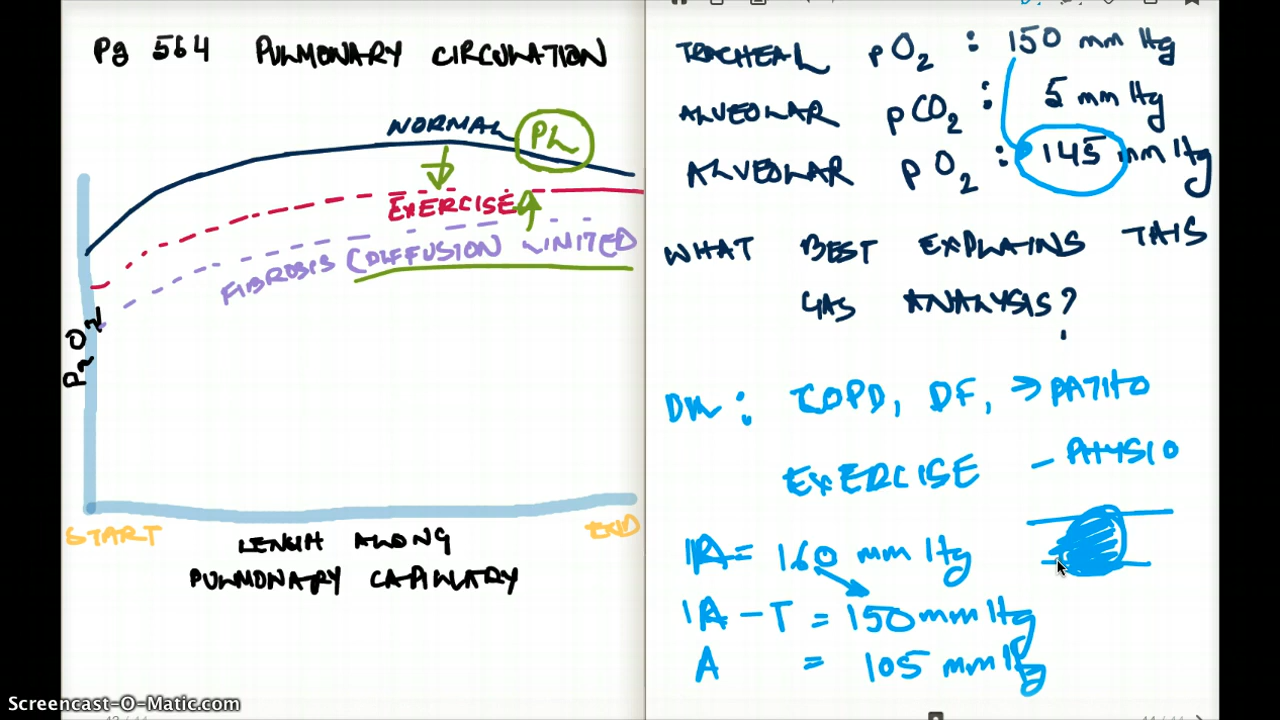 Pg 564 PULMONARY CIRCULATION
NORMAL PL
EXERCISE
FIBROSIS (DIFFUSION LIMITED
START
END
LENGTH ALONG
PULMONARY CAPILLARY
TRACHEAL pO2 : 150 mm Hg
ALVEOLAR pCO2 : 5 mm Hg
ALVEOLAR pO2 : 145 mm Hg
WHAT BEST EXPLAINS THIS
GAS ANALYSIS?
: COPD, DF, → PATHO
EXERCISE - PHYSIO
IA = 160 mm Hg
IA - T = 150 mm Hg
A = 105 mm Hg
Screencast-O-Matic.com